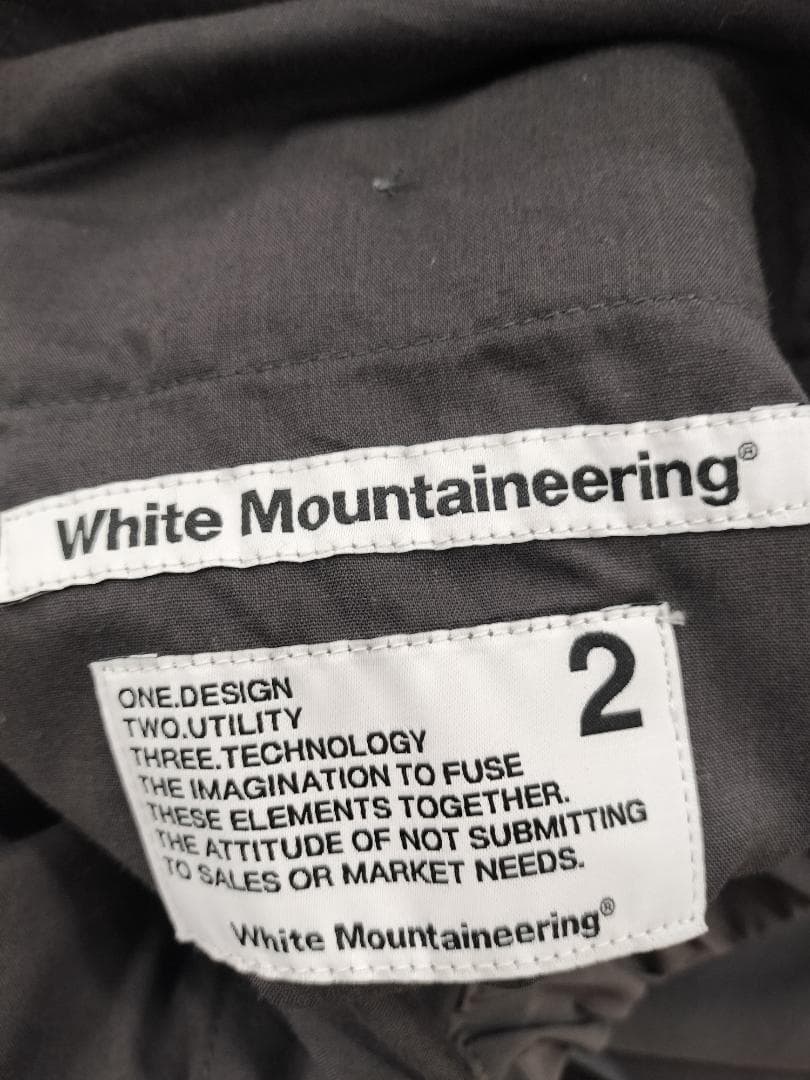 White Mountaineering®
2
ONE.DESIGN
TWO.UTILITY
THREE.TECHNOLOGY
THE IMAGINATION TO FUSE
THESE ELEMENTS TOGETHER.
THE ATTITUDE OF NOT SUBMITTING
TO SALES OR MARKET NEEDS.
White Mountaineering®